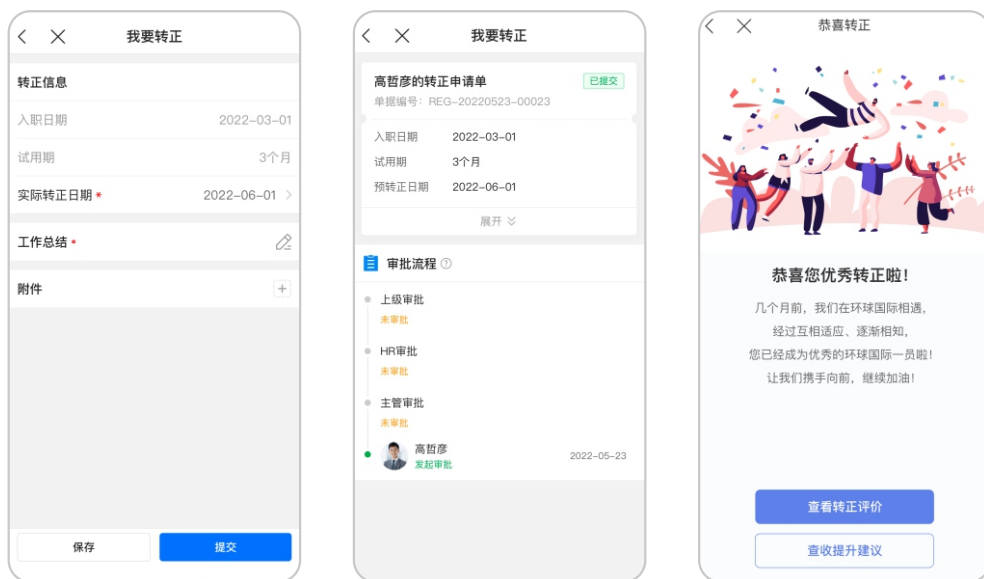 我要转正
转正信息
入职日期 2022-03-01
试用期 3个月
实际转正日期 * 2022-06-01
工作总结 *
附件
保存 提交
我要转正
高哲彦的转正申请单 已提交
单据编号：REG-20220523-00023
入职日期 2022-03-01
试用期 3个月
预转正日期 2022-06-01
展开
审批流程
上级审批
未审批
HR审批
未审批
主管审批
未审批
高哲彦 2022-05-23
发起审批
恭喜转正
恭喜您优秀转正啦！
几个月前，我们在环球国际相遇，
经过互相适应、逐渐相知，
您已经成为优秀的环球国际一员啦！
让我们携手向前，继续加油！
查看转正评价
查收提升建议